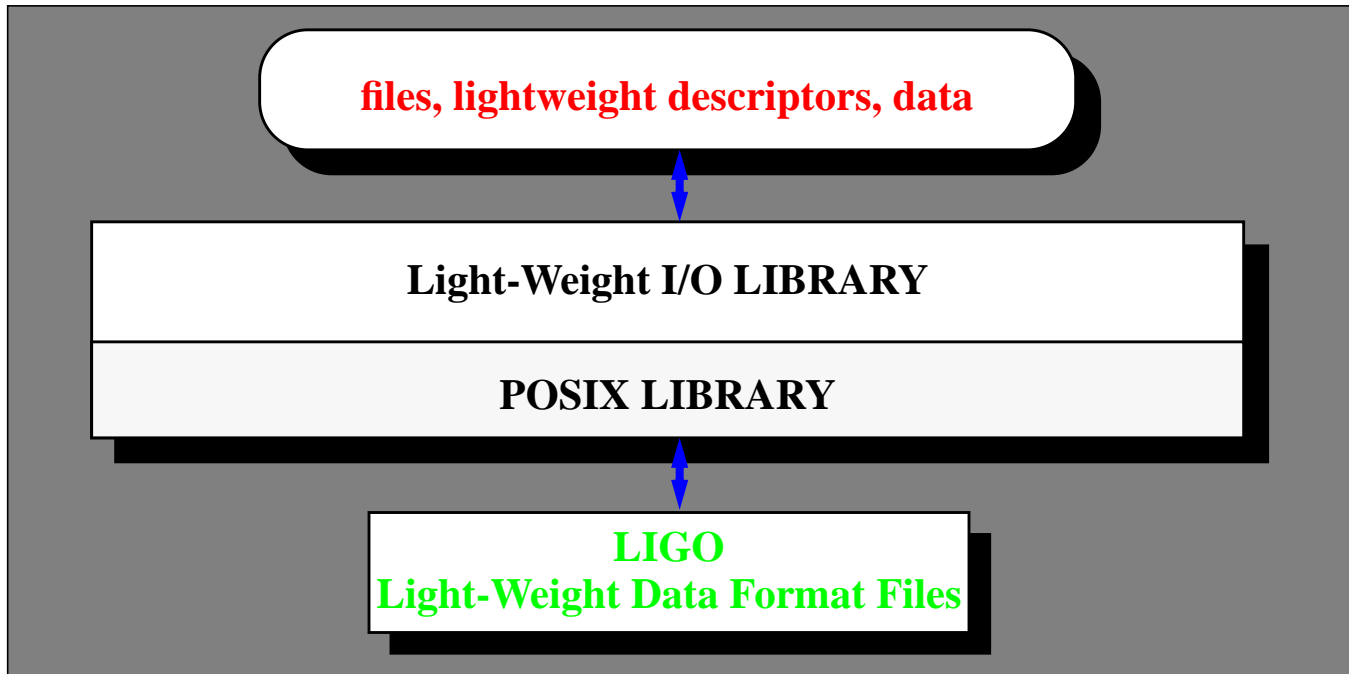 files, lightweight descriptors, data
Light-Weight I/O LIBRARY
POSIX LIBRARY
LIGO
Light-Weight Data Format Files